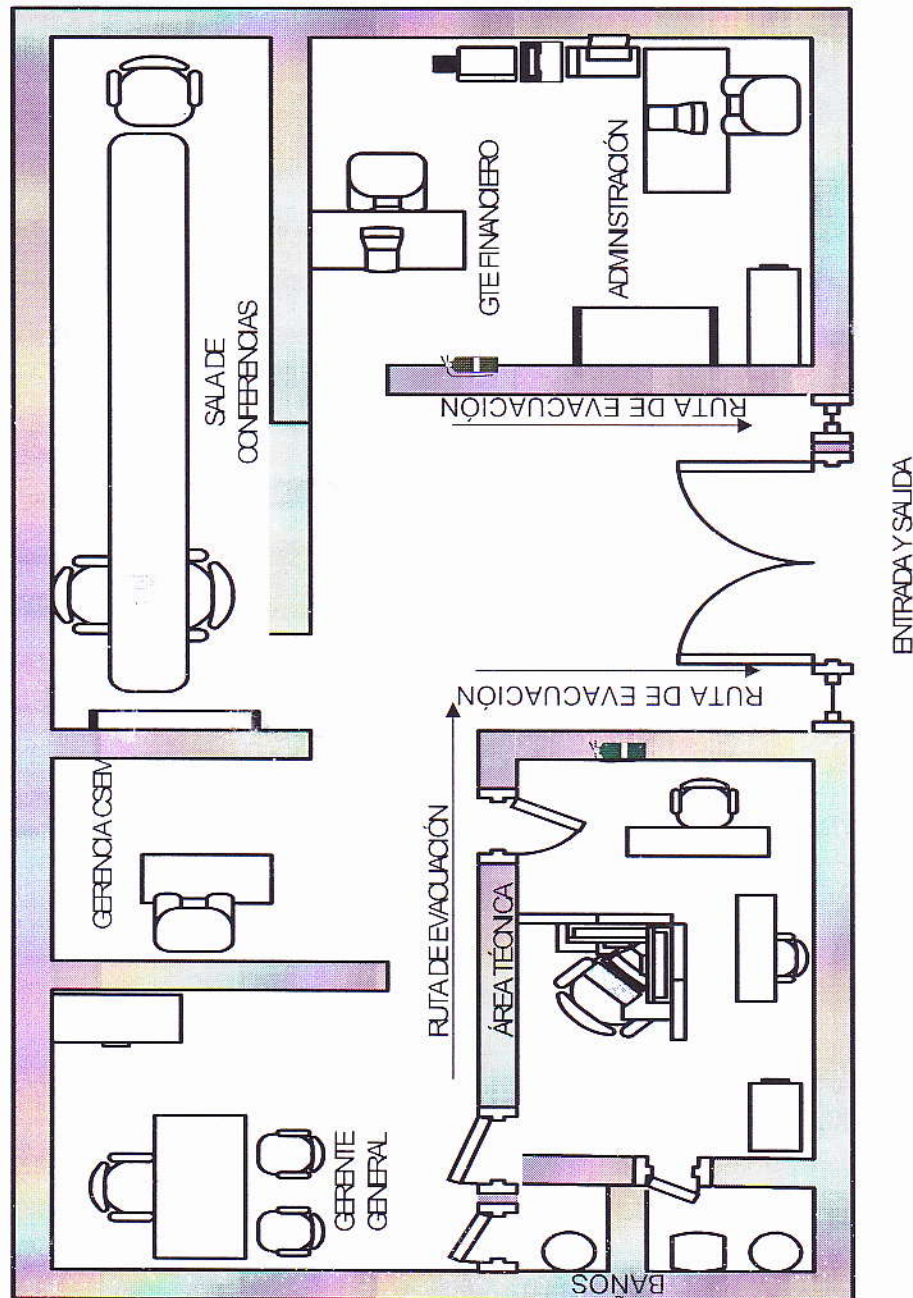 SALA DE
CONFERENCIAS
GTE FINANCIERO
ADMINISTRACIÓN
RUTA DE EVACUACIÓN
ENTRADA Y SALIDA
RUTA DE EVACUACIÓN
GERENCIA CSERV
RUTA DE EVACUACIÓN
ÁREA TÉCNICA
GERENTE
GENERAL
BAÑOS